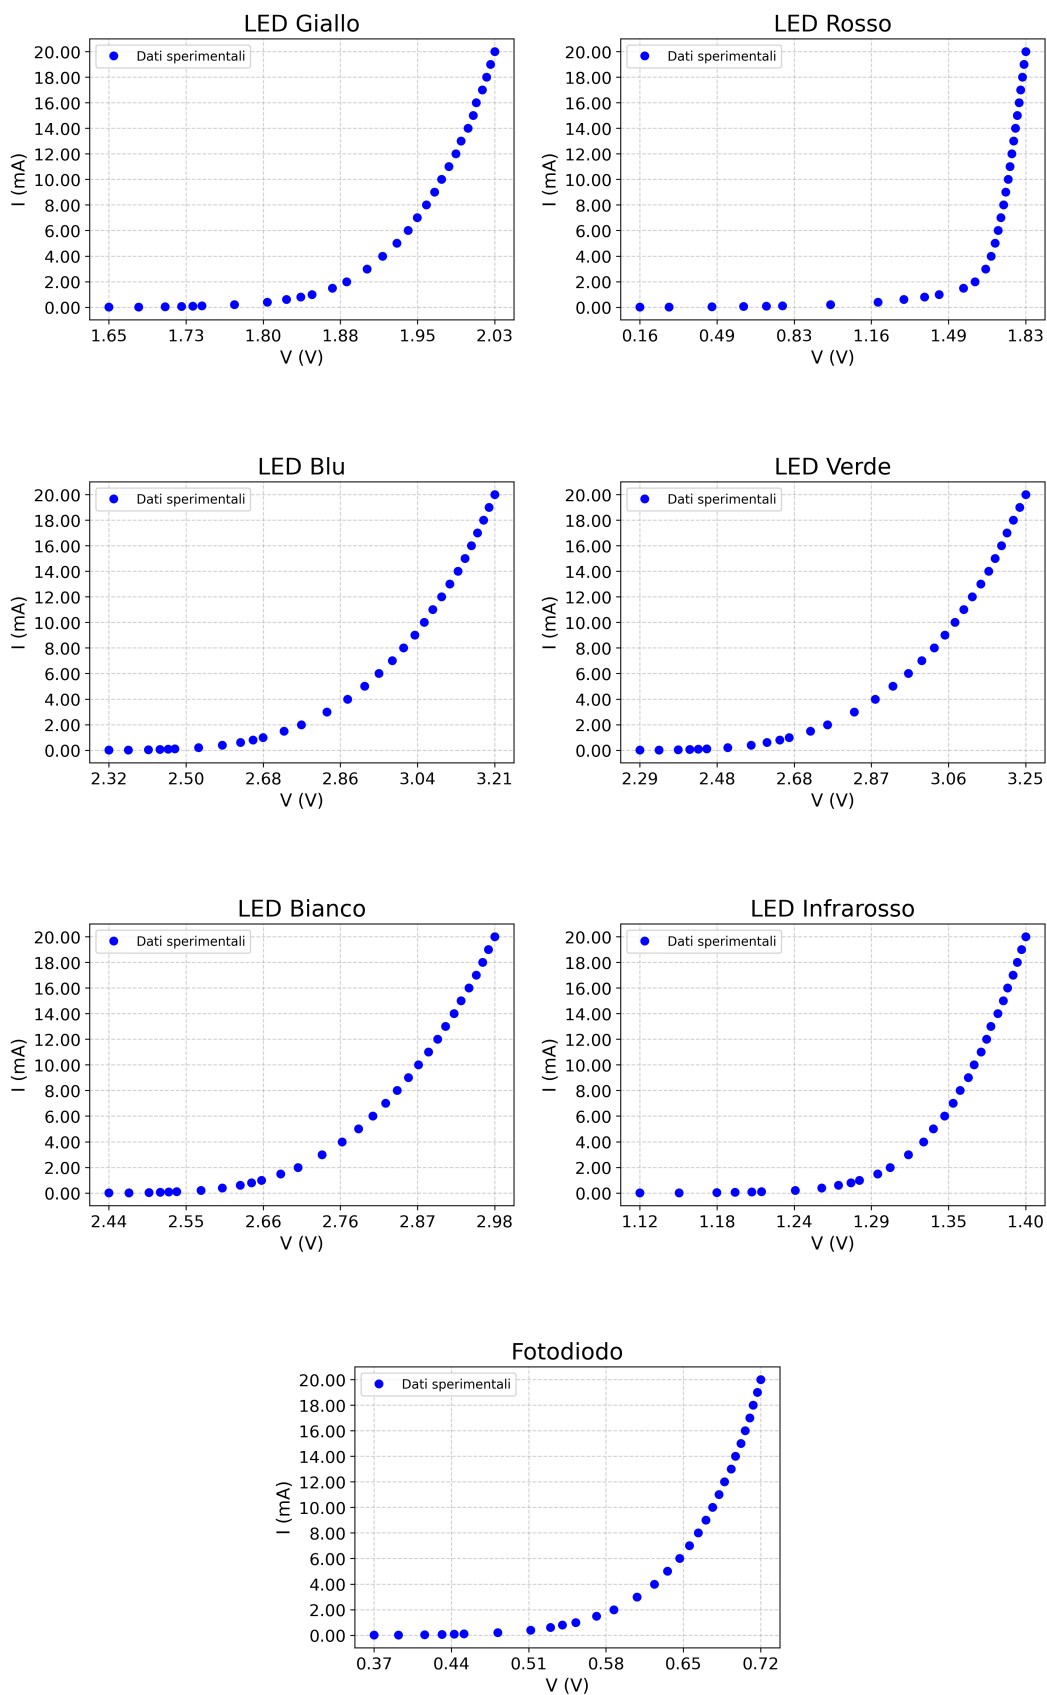 LED Giallo
Dati sperimentali
20.00
18.00
16.00
14.00
12.00
10.00
8.00
6.00
4.00
2.00
0.00
I (mA)
1.65 1.73 1.80 1.88 1.95 2.03
V (V)
LED Rosso
Dati sperimentali
20.00
18.00
16.00
14.00
12.00
10.00
8.00
6.00
4.00
2.00
0.00
I (mA)
0.16 0.49 0.83 1.16 1.49 1.83
V (V)
LED Blu
Dati sperimentali
20.00
18.00
16.00
14.00
12.00
10.00
8.00
6.00
4.00
2.00
0.00
I (mA)
2.32 2.50 2.68 2.86 3.04 3.21
V (V)
LED Verde
Dati sperimentali
20.00
18.00
16.00
14.00
12.00
10.00
8.00
6.00
4.00
2.00
0.00
I (mA)
2.29 2.48 2.68 2.87 3.06 3.25
V (V)
LED Bianco
Dati sperimentali
20.00
18.00
16.00
14.00
12.00
10.00
8.00
6.00
4.00
2.00
0.00
I (mA)
2.44 2.55 2.66 2.76 2.87 2.98
V (V)
LED Infrarosso
Dati sperimentali
20.00
18.00
16.00
14.00
12.00
10.00
8.00
6.00
4.00
2.00
0.00
I (mA)
1.12 1.18 1.24 1.29 1.35 1.40
V (V)
Fotodiodo
Dati sperimentali
20.00
18.00
16.00
14.00
12.00
10.00
8.00
6.00
4.00
2.00
0.00
I (mA)
0.37 0.44 0.51 0.58 0.65 0.72
V (V)